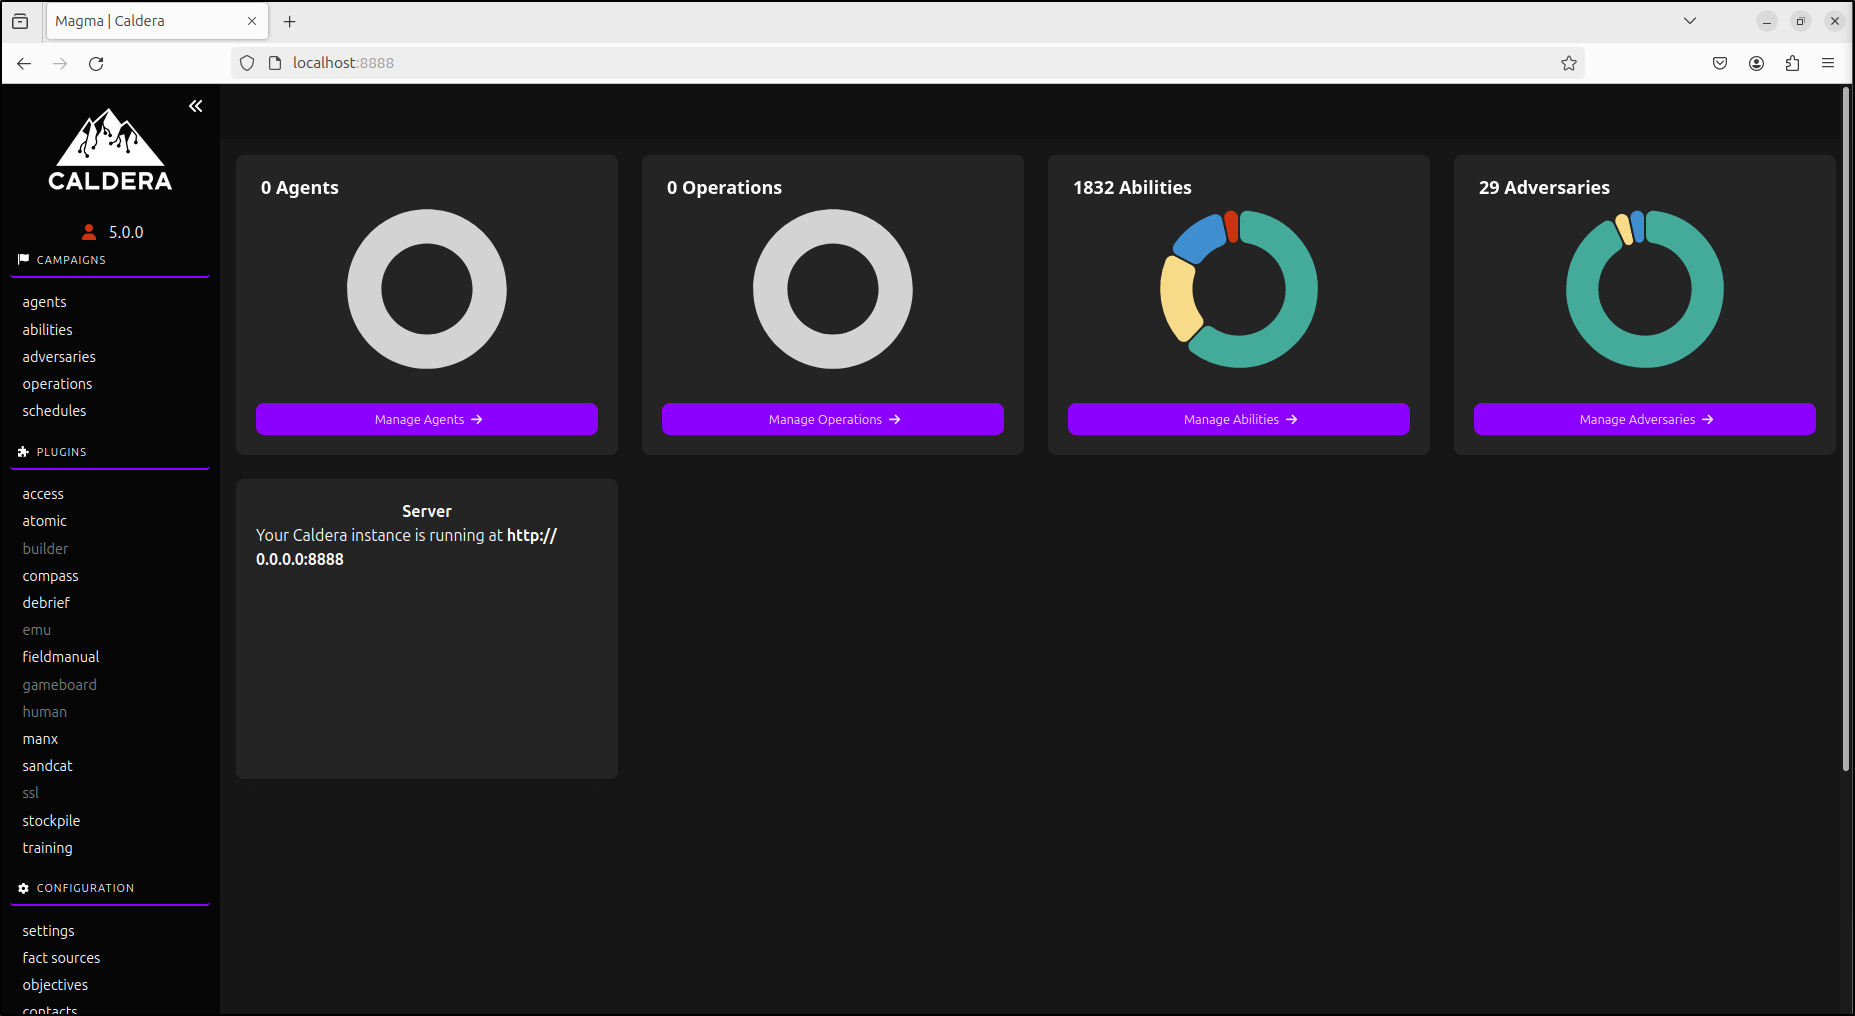 Magma | Caldera
localhost:8888
CALDERA
5.0.0
CAMPAIGNS
agents
abilities
adversaries
operations
schedules
PLUGINS
access
atomic
builder
compass
debrief
emu
fieldmanual
gameboard
human
manx
sandcat
ssl
stockpile
training
CONFIGURATION
settings
fact sources
objectives
contacts
0 Agents
Manage Agents →
0 Operations
Manage Operations →
1832 Abilities
Manage Abilities →
29 Adversaries
Manage Adversaries →
Server
Your Caldera instance is running at http://
0.0.0.0:8888